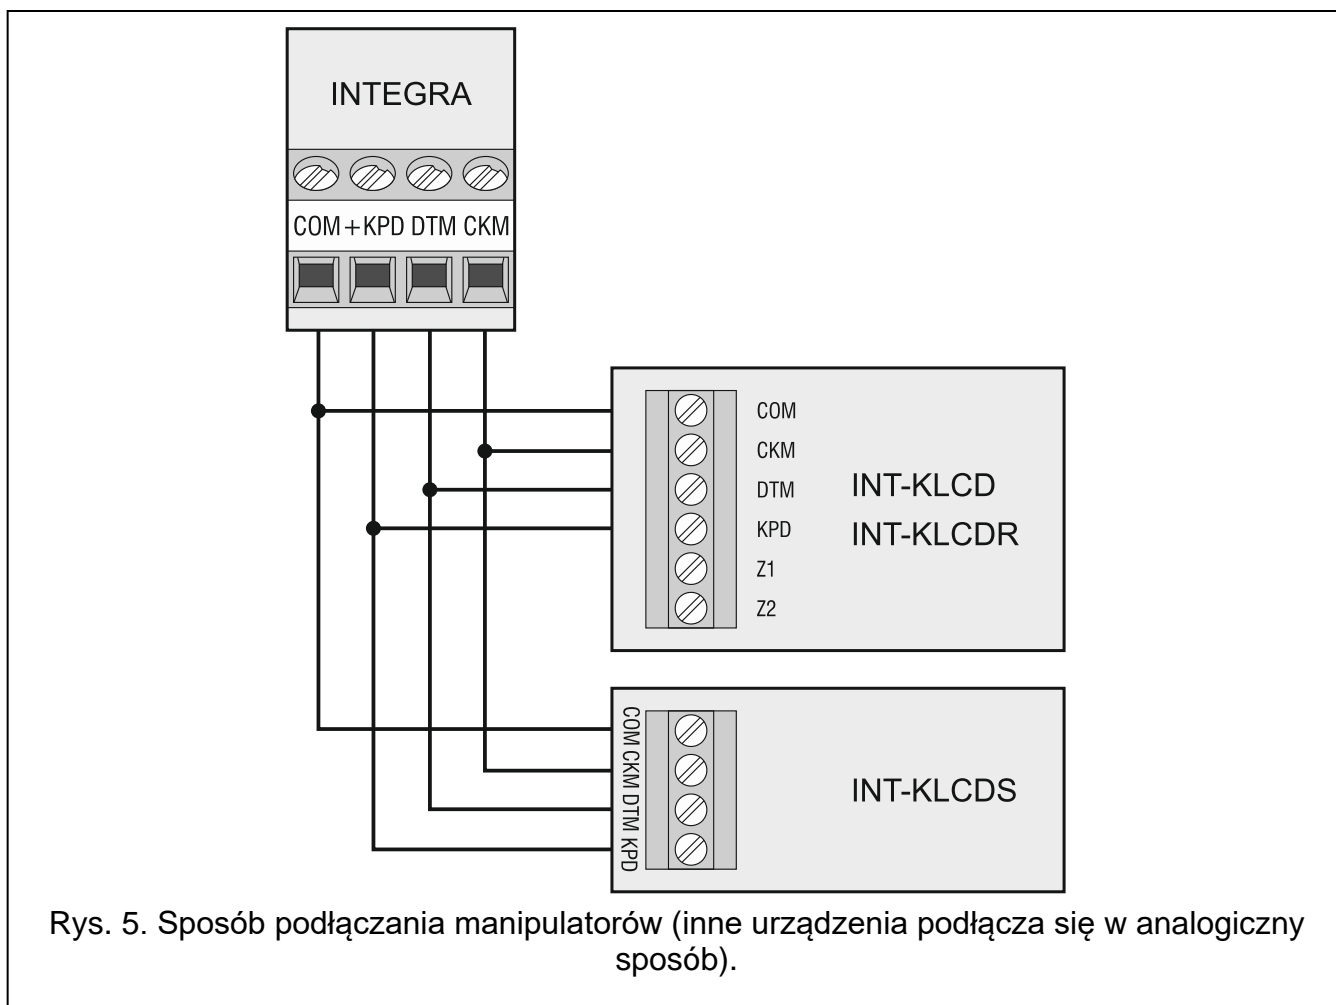 INTEGRA
COM +KPD DTM CKM
COM
CKM
DTM
KPD
Z1
Z2
INT-KLCD
INT-KLCDR
COM CKM DTM KPD
INT-KLCDS
Rys. 5. Sposób podłączania manipulatorów (inne urządzenia podłącza się w analogiczny
sposób).